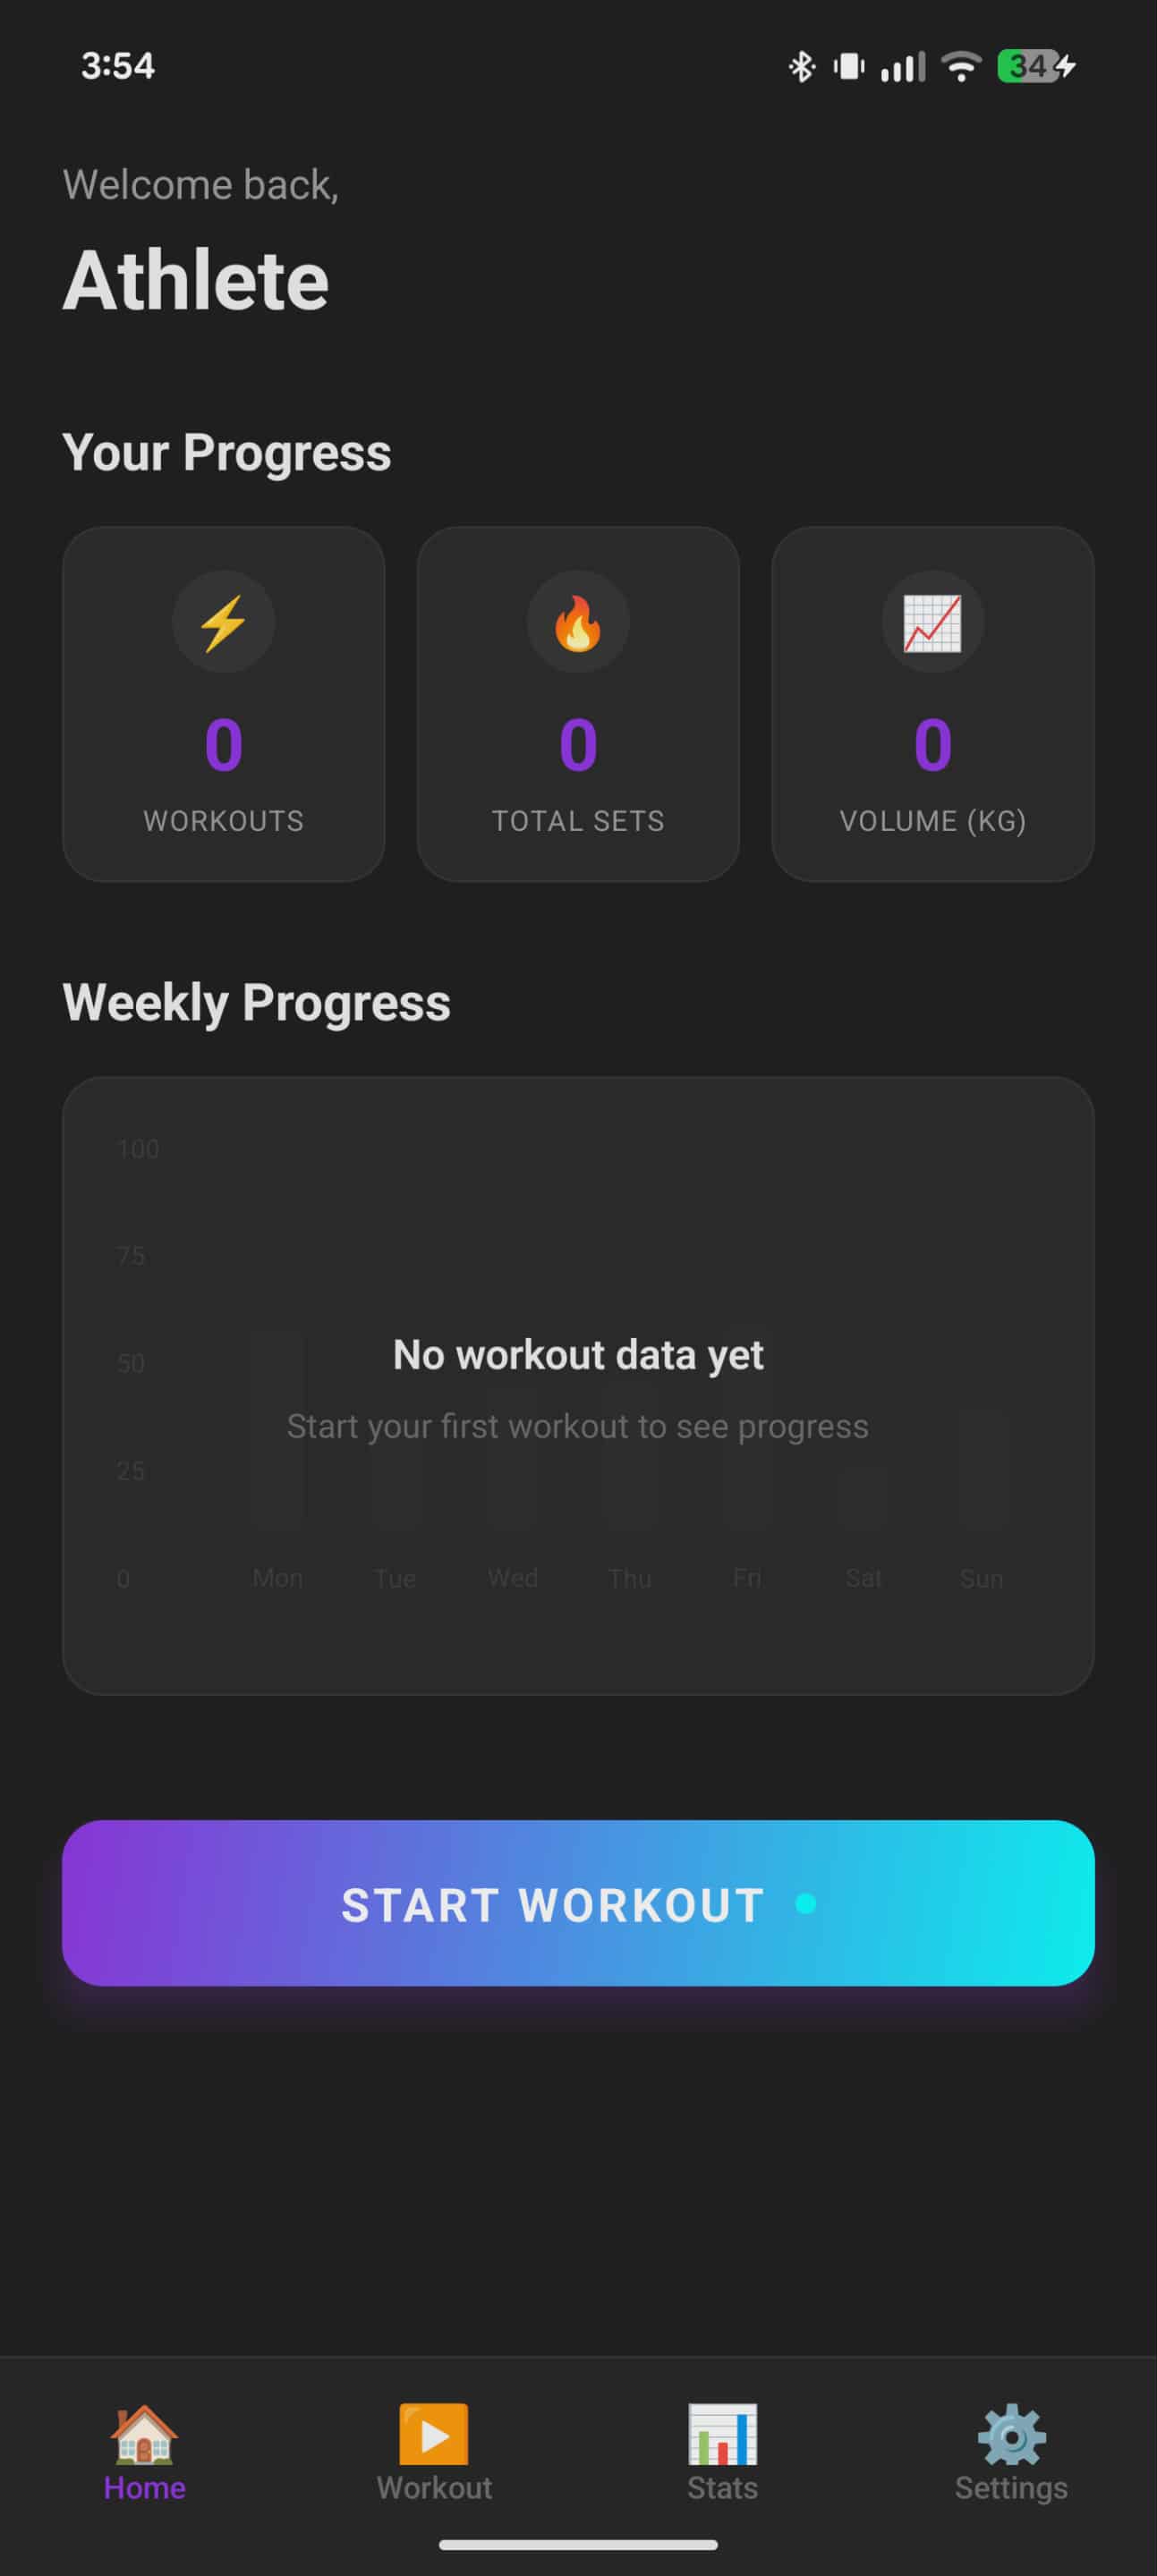 3:54
34
Welcome back,
Athlete
Your Progress
0
0
0
WORKOUTS
TOTAL SETS
VOLUME (KG)
Weekly Progress
100
75
50
25
0
No workout data yet
Start your first workout to see progress
Mon Tue Wed Thu Fri Sat Sun
START WORKOUT
Home Workout Stats Settings